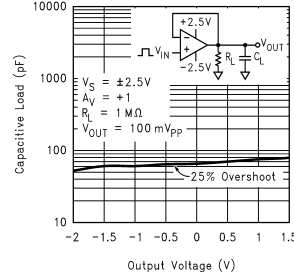 10000
+2.5V
V_IN
V_OUT
R_L
C_L
-2.5V
V_S = ±2.5V
A_V = +1
R_L = 1 MΩ
V_OUT = 100 mV_PP
1000
100
25% Overshoot
10
-2 -1.5 -1 -0.5 0 0.5 1 1.5
Output Voltage (V)
Capacitive Load (pF)